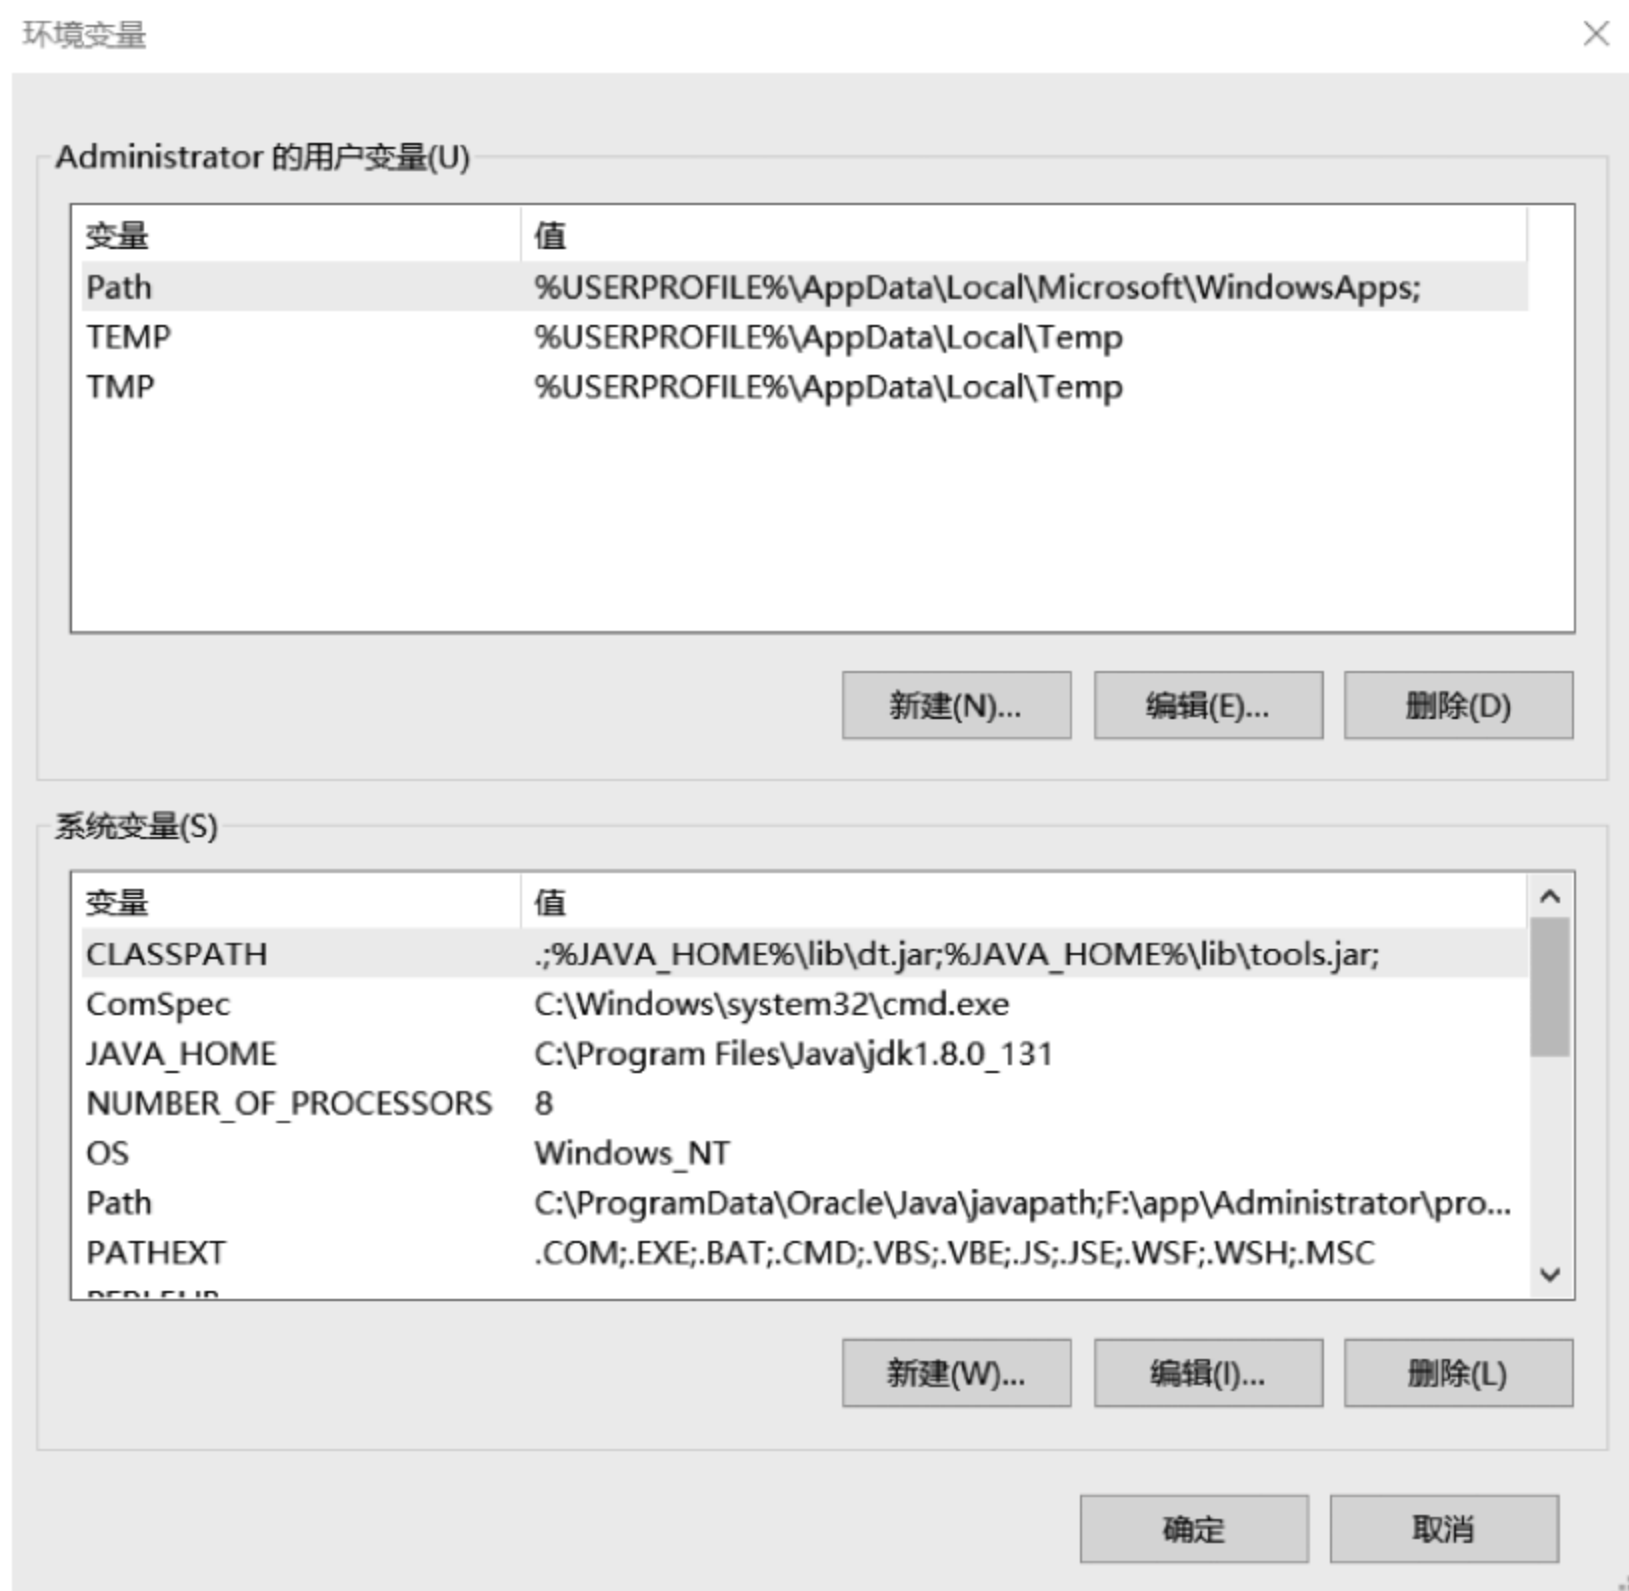 环境变量
Administrator 的用户变量(U)
变量 值
Path %USERPROFILE%\AppData\Local\Microsoft\WindowsApps;
TEMP %USERPROFILE%\AppData\Local\Temp
TMP %USERPROFILE%\AppData\Local\Temp
新建(N)... 编辑(E)... 删除(D)
系统变量(S)
变量 值
CLASSPATH .;%JAVA_HOME%\lib\dt.jar;%JAVA_HOME%\lib\tools.jar;
ComSpec C:\Windows\system32\cmd.exe
JAVA_HOME C:\Program Files\Java\jdk1.8.0_131
NUMBER_OF_PROCESSORS 8
OS Windows_NT
Path C:\ProgramData\Oracle\Java\javapath;F:\app\Administrator\pro...
PATHEXT .COM;.EXE;.BAT;.CMD;.VBS;.VBE;.JS;.JSE;.WSF;.WSH;.MSC
新建(W)... 编辑(I)... 删除(L)
确定 取消